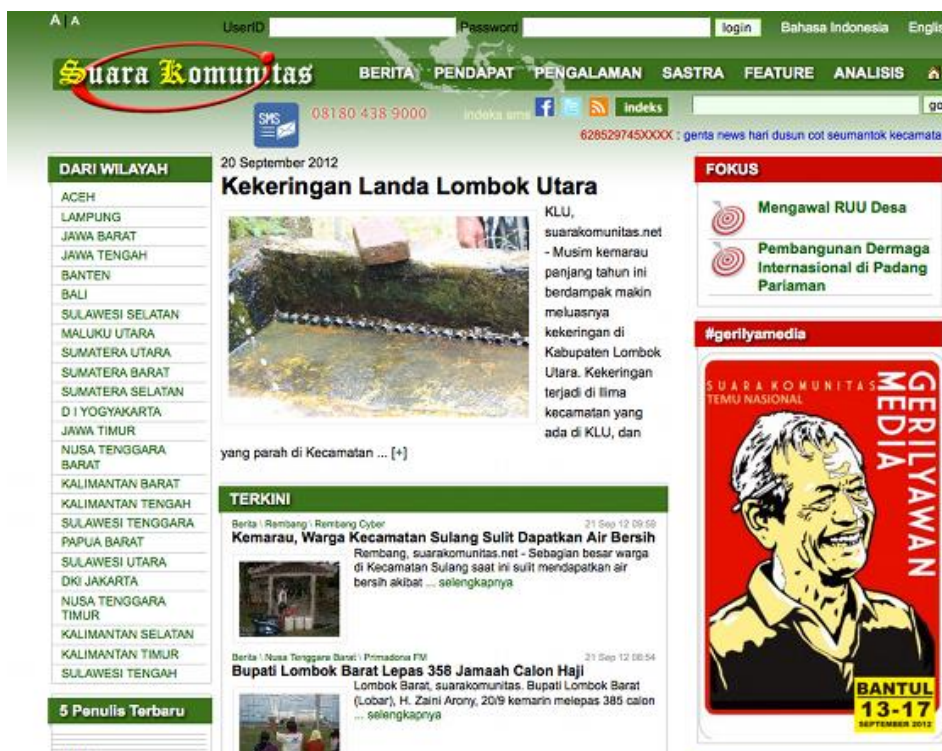 A | A
UserID
Password
login
Bahasa Indonesia
Englis
Suara Komunitas
BERITA PENDAPAT PENGALAMAN SASTRA FEATURE ANALISIS
SMS
08180 438 9000
indeks sms
f
indeks
go
628529745XXXX : genta news hari dusun cot seumantok kecamata
DARI WILAYAH
ACEH
LAMPUNG
JAWA BARAT
JAWA TENGAH
BANTEN
BALI
SULAWESI SELATAN
MALUKU UTARA
SUMATERA UTARA
SUMATERA BARAT
SUMATERA SELATAN
D I YOGYAKARTA
JAWA TIMUR
NUSA TENGGARA
BARAT
KALIMANTAN BARAT
KALIMANTAN TENGAH
SULAWESI TENGGARA
PAPUA BARAT
SULAWESI UTARA
DKI JAKARTA
NUSA TENGGARA
TIMUR
KALIMANTAN SELATAN
KALIMANTAN TIMUR
SULAWESI TENGAH
5 Penulis Terbaru
20 September 2012
Kekeringan Landa Lombok Utara
KLU,
suarakomunitas.net
- Musim kemarau
panjang tahun ini
berdampak makin
meluasnya
kekeringan di
Kabupaten Lombok
Utara. Kekeringan
terjadi di lima
kecamatan yang
ada di KLU, dan
yang parah di Kecamatan ... [+]
TERKINI
Berita \ Rembang \ Rembang Cyber
21 Sep 12 09:59
Kemarau, Warga Kecamatan Sulang Sulit Dapatkan Air Bersih
Rembang, suarakomunitas.net - Sebagian besar warga
di Kecamatan Sulang saat ini sulit mendapatkan air
bersih akibat ... selengkapnya
Berita \ Nusa Tenggara Barat \ Primadona FM
21 Sep 12 08:54
Bupati Lombok Barat Lepas 358 Jamaah Calon Haji
Lombok Barat, suarakomunitas. Bupati Lombok Barat
(Lobar), H. Zaini Arony, 20/9 kemarin melepas 385 calon
... selengkapnya
FOKUS
Mengawal RUU Desa
Pembangunan Dermaga
Internasional di Padang
Pariaman
#gerilyamedia
SUARA KOMUNITAS
TEMU NASIONAL
GERILYAWAN
MEDIA
BANTUL
13-17
SEPTEMBER 2012